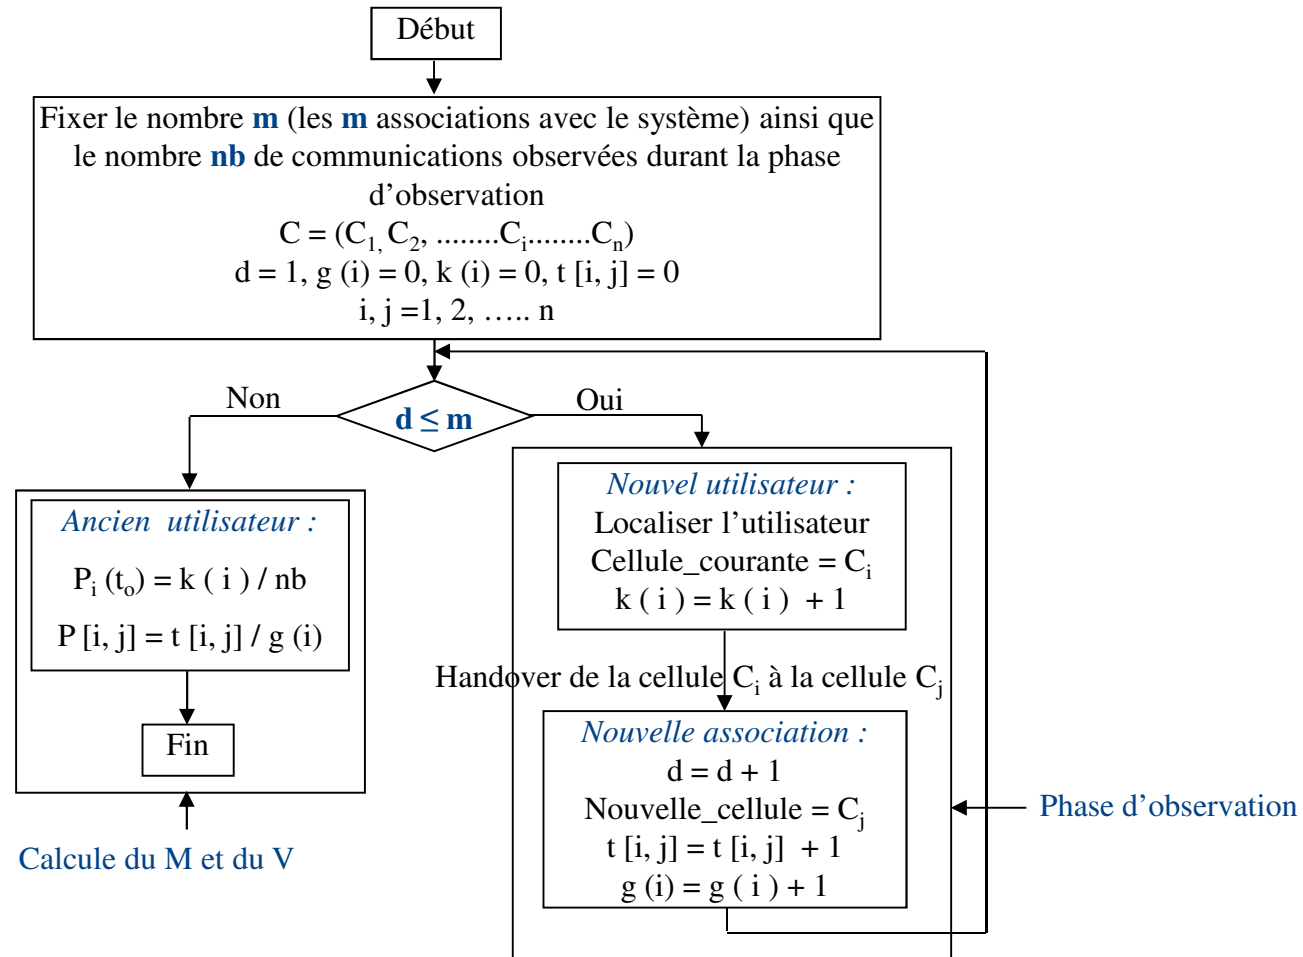 Début
Fixer le nombre m (les m associations avec le système) ainsi que
le nombre nb de communications observées durant la phase
d’observation
C = (C1, C2, ........Ci........Cn)
d = 1, g (i) = 0, k (i) = 0, t [i, j] = 0
i, j =1, 2, ….. n
Non
d ≤ m
Oui
Ancien utilisateur :
Pi (to) = k ( i ) / nb
P [i, j] = t [i, j] / g (i)
Fin
Calcule du M et du V
Nouvel utilisateur :
Localiser l’utilisateur
Cellule_courante = Ci
k ( i ) = k ( i ) + 1
Handover de la cellule Ci à la cellule Cj
Nouvelle association :
d = d + 1
Nouvelle_cellule = Cj
t [i, j] = t [i, j] + 1
g (i) = g ( i ) + 1
Phase d’observation